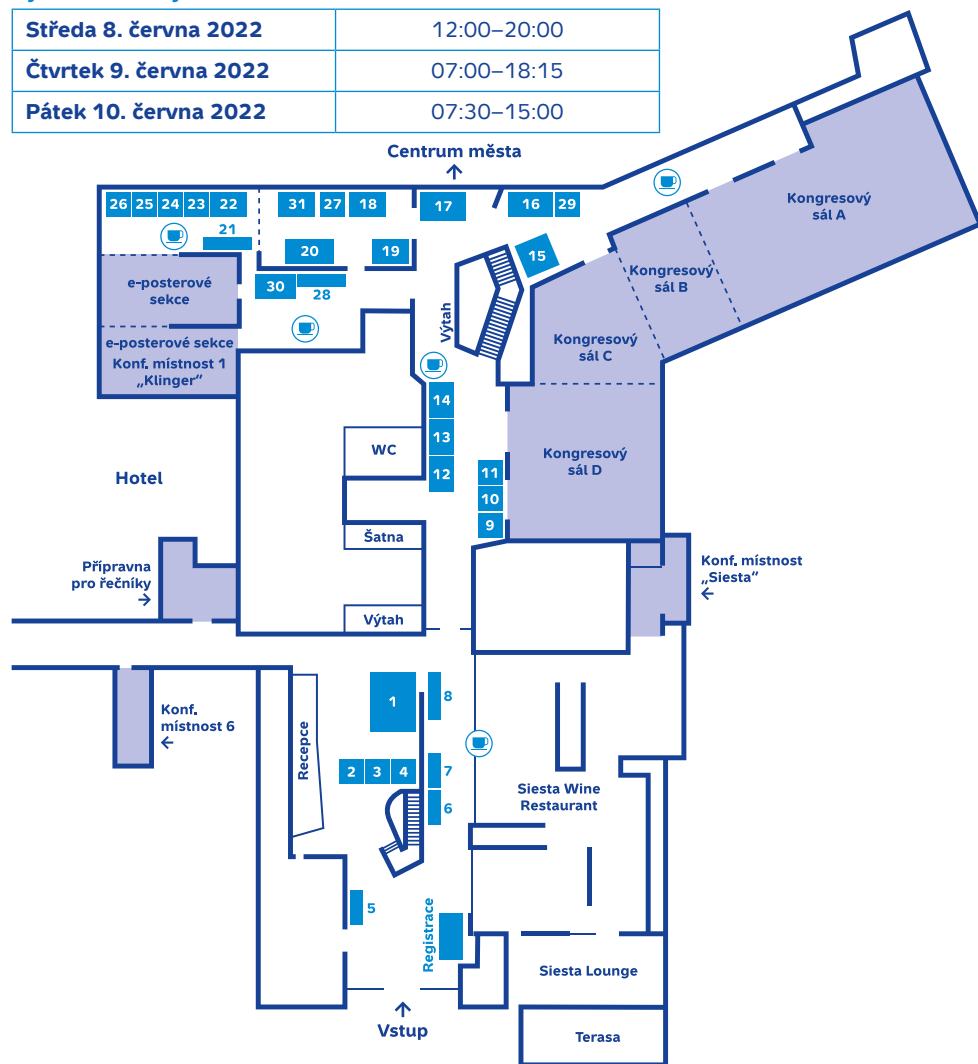 Středa 8. června 2022 12:00–20:00
Čtvrtek 9. června 2022 07:00–18:15
Pátek 10. června 2022 07:30–15:00
Centrum města
26 25 24 23 22 31 27 18 17 16 29
21
20 19 15
30 28
Kongresový
sál A
Kongresový
sál B
Kongresový
sál C
Kongresový
sál D
e-posterové
sekce
e-posterové sekce
Konf. místnost 1
„Klinger“
Výtah
14
13
12
11
10
9
WC
Hotel
Šatna
Přípravna
pro řečníky
Výtah
Konf. místnost
„Siesta“
Konf.
místnost 6
Recepce
1
8
2 3 4
7
6
Siesta Wine
Restaurant
5
Registrace
Siesta Lounge
Vstup
Terasa